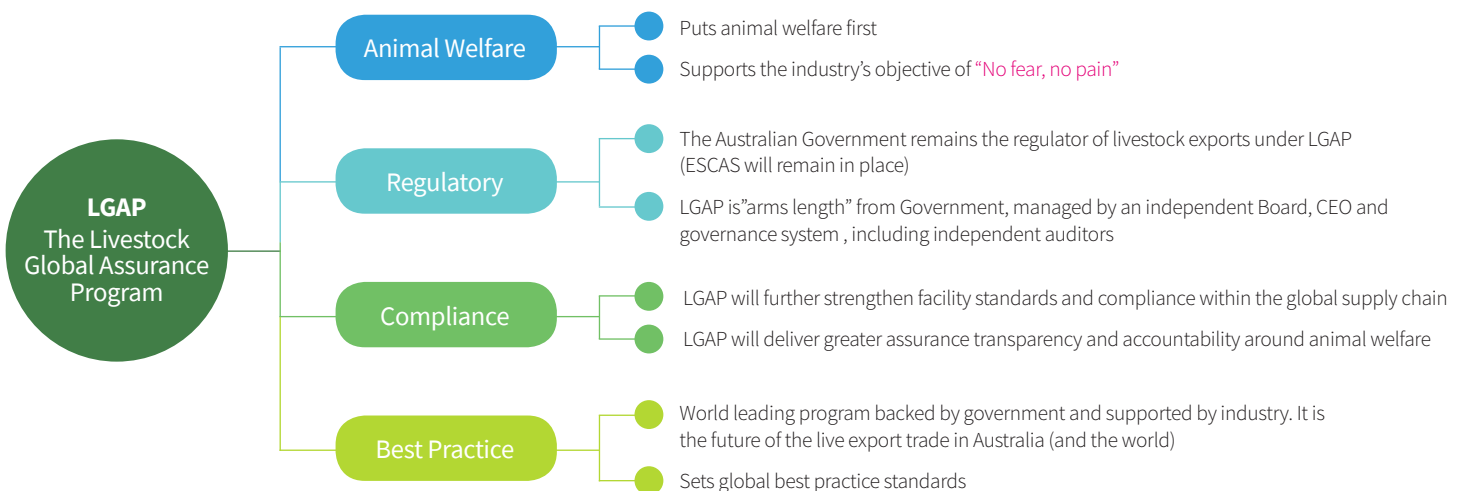 LGAP
The Livestock
Global Assurance
Program
Animal Welfare
Puts animal welfare first
Supports the industry’s objective of “No fear, no pain”
Regulatory
The Australian Government remains the regulator of livestock exports under LGAP
(ESCAS will remain in place)
LGAP is”arms length” from Government, managed by an independent Board, CEO and
governance system , including independent auditors
Compliance
LGAP will further strengthen facility standards and compliance within the global supply chain
LGAP will deliver greater assurance transparency and accountability around animal welfare
Best Practice
World leading program backed by government and supported by industry. It is
the future of the live export trade in Australia (and the world)
Sets global best practice standards